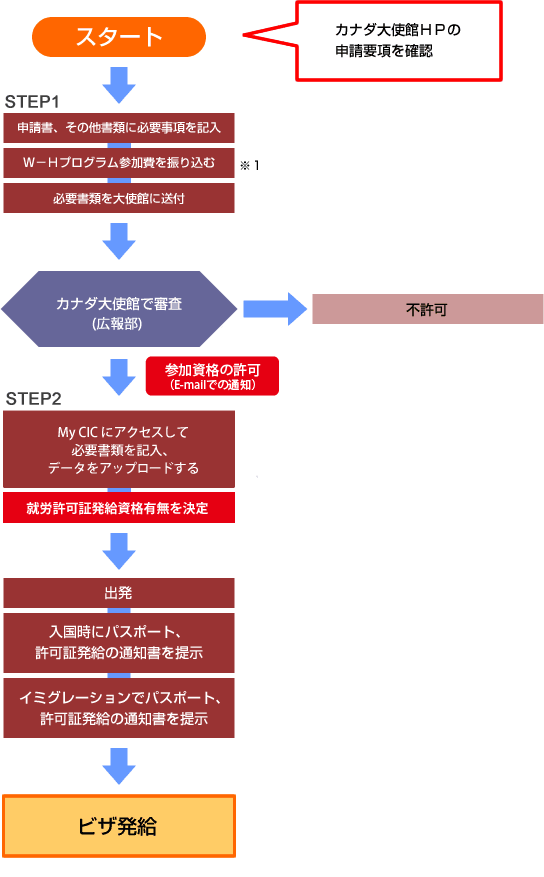 スタート
カナダ大使館ＨＰの
申請要項を確認
STEP1
申請書、その他書類に必要事項を記入
Ｗ－Ｈプログラム参加費を振り込む
※１
必要書類を大使館に送付
カナダ大使館で審査
(広報部)
不許可
参加資格の許可
（E-mailでの通知）
STEP2
My CIC にアクセスして
必要書類を記入、
データをアップロードする
就労許可証発給資格有無を決定
出発
入国時にパスポート、
許可証発給の通知書を提示
イミグレーションでパスポート、
許可証発給の通知書を提示
ビザ発給